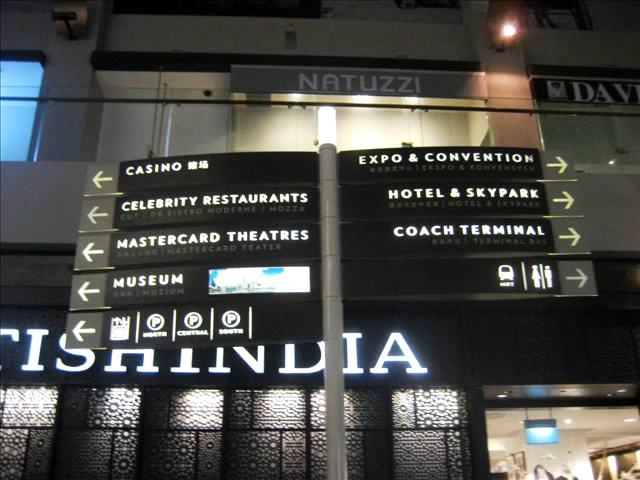 NATUZZI
DAVI
CASINO 赌场
CELEBRITY RESTAURANTS
CUT / DB BISTRO MODERNE / MOZZA
MASTERCARD THEATRES
MASTERCARD TEATER
MUSEUM
MUZIUM
P P P
NORTH CENTRAL SOUTH
EXPO & CONVENTION
EKSPO & KONVENSYEN
HOTEL & SKYPARK
HOTEL & SKYPARK
COACH TERMINAL
TERMINAL BAS
MRT
TISHINDIA